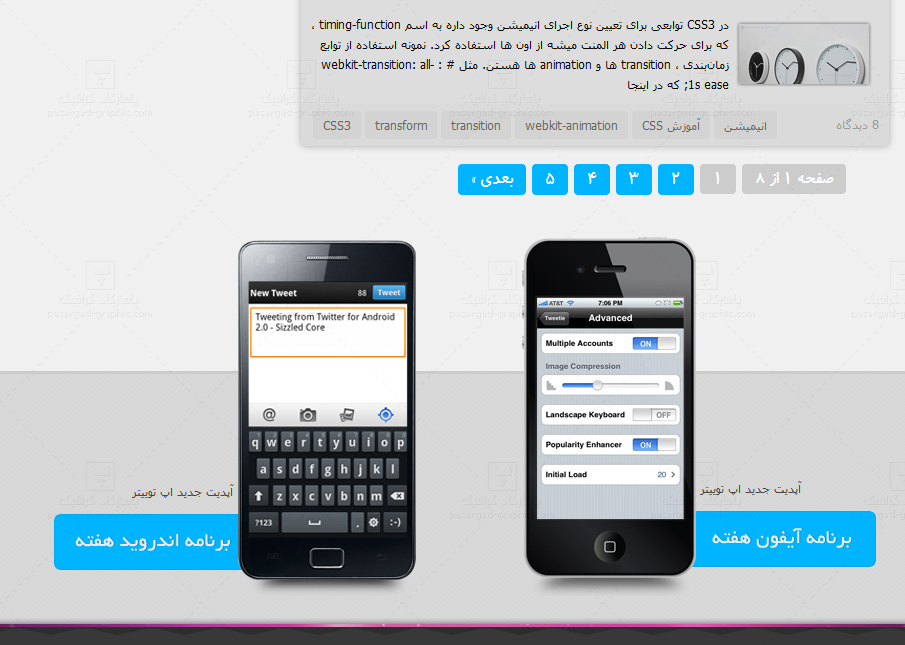 در CSS3 توابعی برای تعیین نوع اجرای انیمیشن وجود داره به اسم timing-function ،
که برای حرکت دادن هر المنت میشه از اون ها استفاده کرد. نمونه استفاده از توابع
زمان‌بندی ، transition ها و animation ها هستن. مثل # : -webkit-transition: all
1s ease; که در اینجا
8 دیدگاه
انیمیشن
آموزش CSS
webkit-animation
transition
transform
CSS3
صفحه ۱ از ۸
۱
۲
۳
۴
۵
بعدی »
AT&T
7:06 PM
Tweetie
Advanced
Multiple Accounts ON
Image Compression
Landscape Keyboard OFF
Popularity Enhancer ON
Initial Load 20
آپدیت جدید اپ توییتر
برنامه آیفون هفته
New Tweet 88 Tweet
Tweeting from Twitter for Android
2.0 - Sizzled Core
@
q w e r t y u i o p
a s d f g h j k l
z x c v b n m
?123 . :-)
آپدیت جدید اپ توییتر
برنامه اندروید هفته
پاسارگاد گرافیک
pasargad-graphic.com